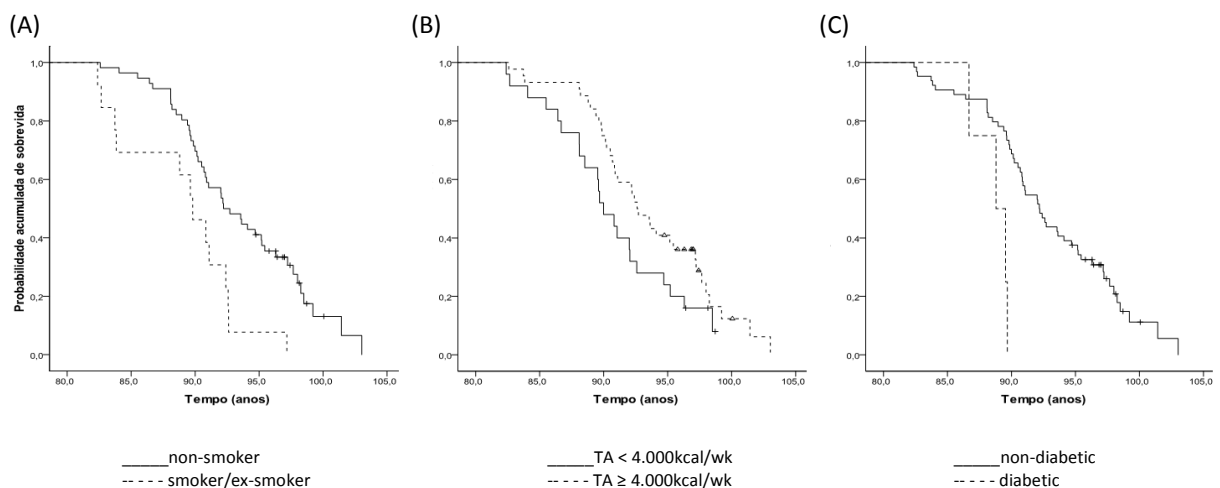 (A)
(B)
(C)
Probabilidade acumulada de sobrevida
1,0
0,8
0,6
0,4
0,2
0,0
80,0 85,0 90,0 95,0 100,0 105,0
Tempo (anos)
1,0
0,8
0,6
0,4
0,2
0,0
80,0 85,0 90,0 95,0 100,0 105,0
Tempo (anos)
1,0
0,8
0,6
0,4
0,2
0,0
80,0 85,0 90,0 95,0 100,0 105,0
Tempo (anos)
_____non-smoker
----- smoker/ex-smoker
_____TA < 4.000kcal/wk
----- TA ≥ 4.000kcal/wk
_____non-diabetic
----- diabetic